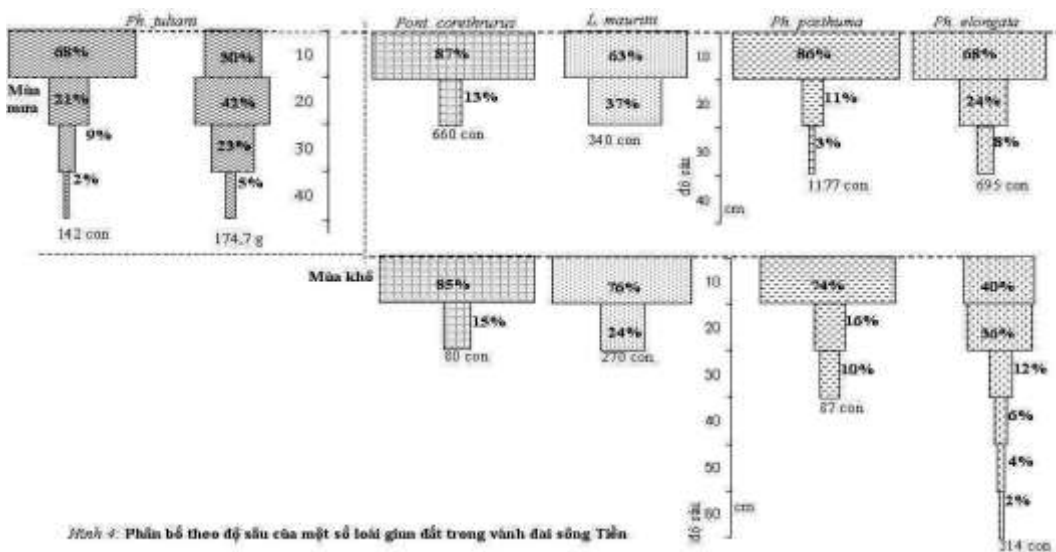 Ph. juliani Pont. corethrurus L. mauritii Ph. posthuma Ph. elongata
68% 30% 10 87% 63% 10 86% 68%
Mùa mưa 21% 42% 20 13% 37% 20 11% 24%
660 con 340 con
9% 23% 30 30 3% 8%
1177 con 695 con
2% 5% 40 độ sâu 40 cm
142 con 174.7 g
Mùa khô 85% 76% 10 74% 40%
15% 24% 20 16% 36%
80 con 270 con
30 10% 12%
87 con
40 6%
50 4%
độ sâu 60 cm 2%
314 con
Hình 4: Phân bố theo độ sâu của một số loài giun đất trong vành đai sông Tiền